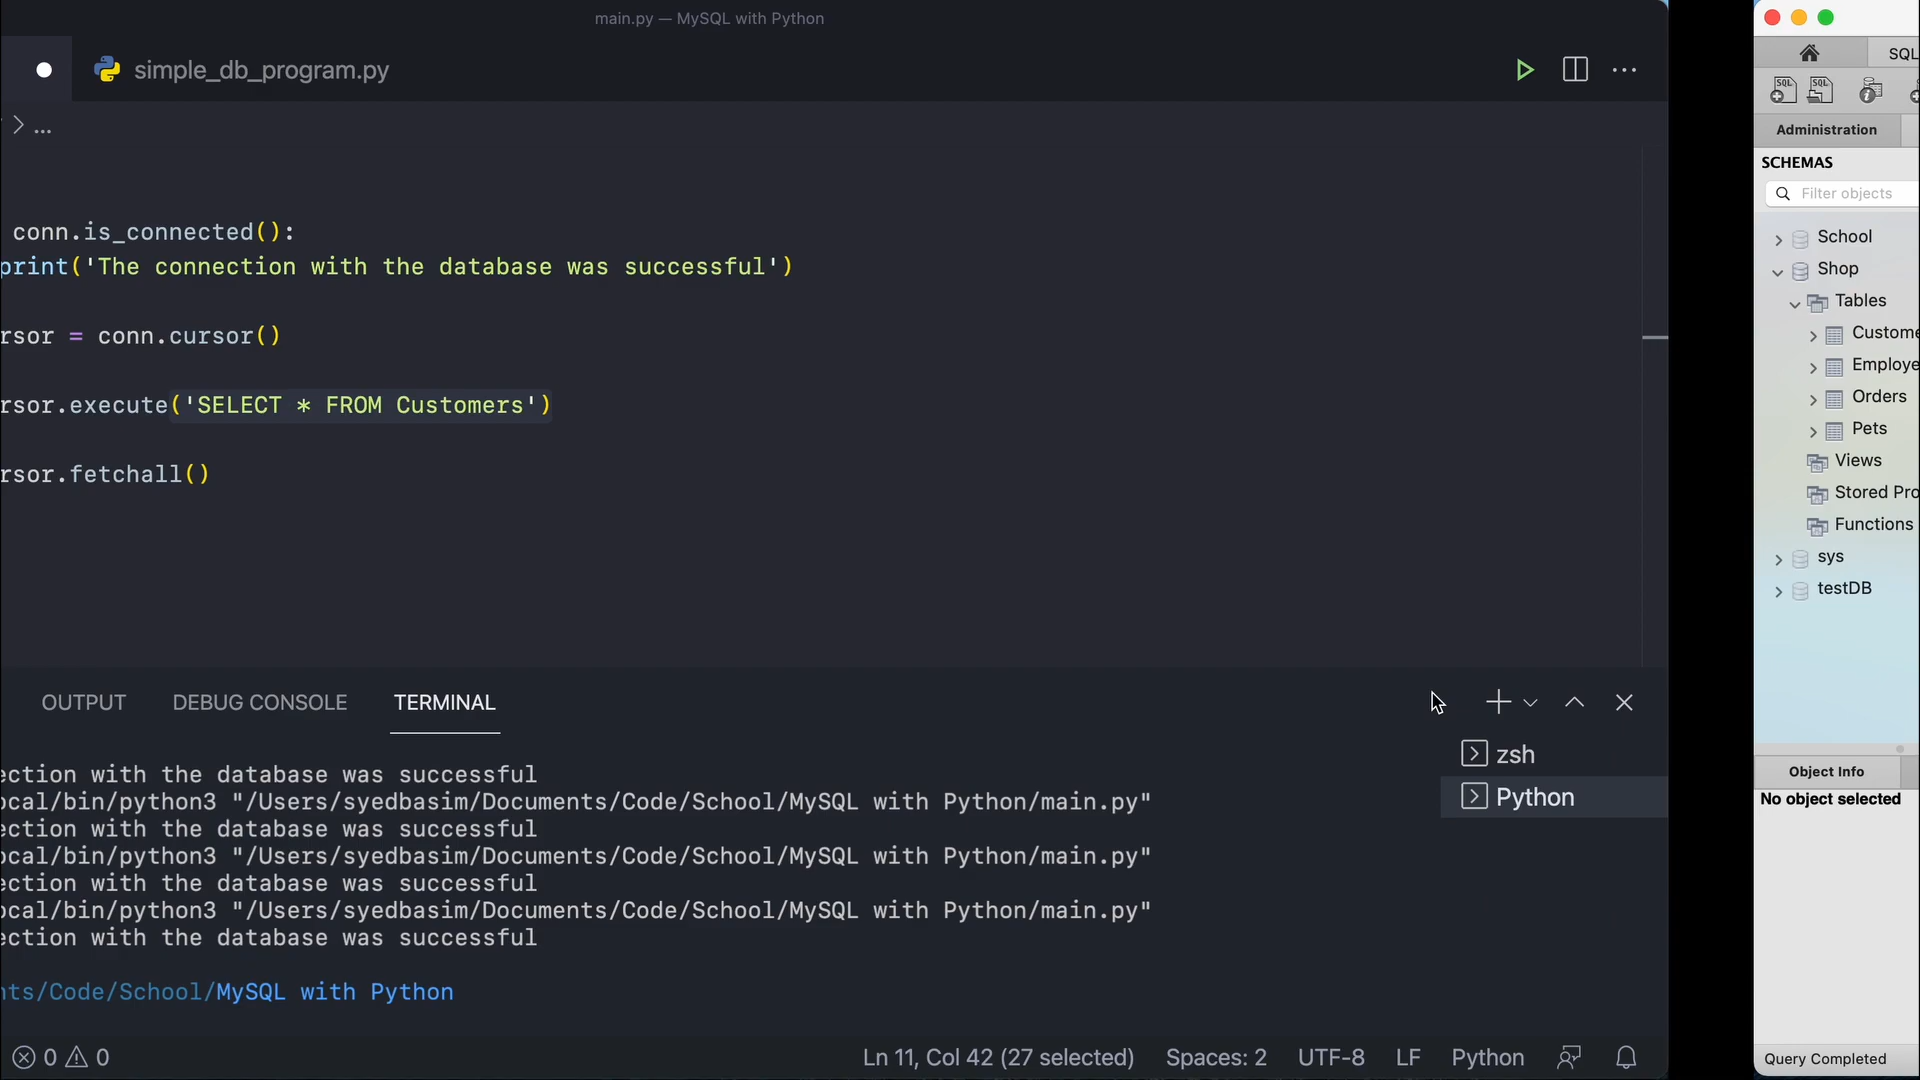 main.py — MySQL with Python
simple_db_program.py
...
conn.is_connected():
print('The connection with the database was successful')
rsor = conn.cursor()
rsor.execute('SELECT * FROM Customers')
rsor.fetchall()
OUTPUT DEBUG CONSOLE TERMINAL
zsh
Python
ection with the database was successful
ocal/bin/python3 "/Users/syedbasim/Documents/Code/School/MySQL with Python/main.py"
ection with the database was successful
ocal/bin/python3 "/Users/syedbasim/Documents/Code/School/MySQL with Python/main.py"
ection with the database was successful
ocal/bin/python3 "/Users/syedbasim/Documents/Code/School/MySQL with Python/main.py"
ection with the database was successful
nts/Code/School/MySQL with Python
0 0 Ln 11, Col 42 (27 selected) Spaces: 2 UTF-8 LF Python
SQL
SQL SQL
Administration
SCHEMAS
Filter objects
School
Shop
Tables
Custome
Employe
Orders
Pets
Views
Stored Pro
Functions
sys
testDB
Object Info
No object selected
Query Completed